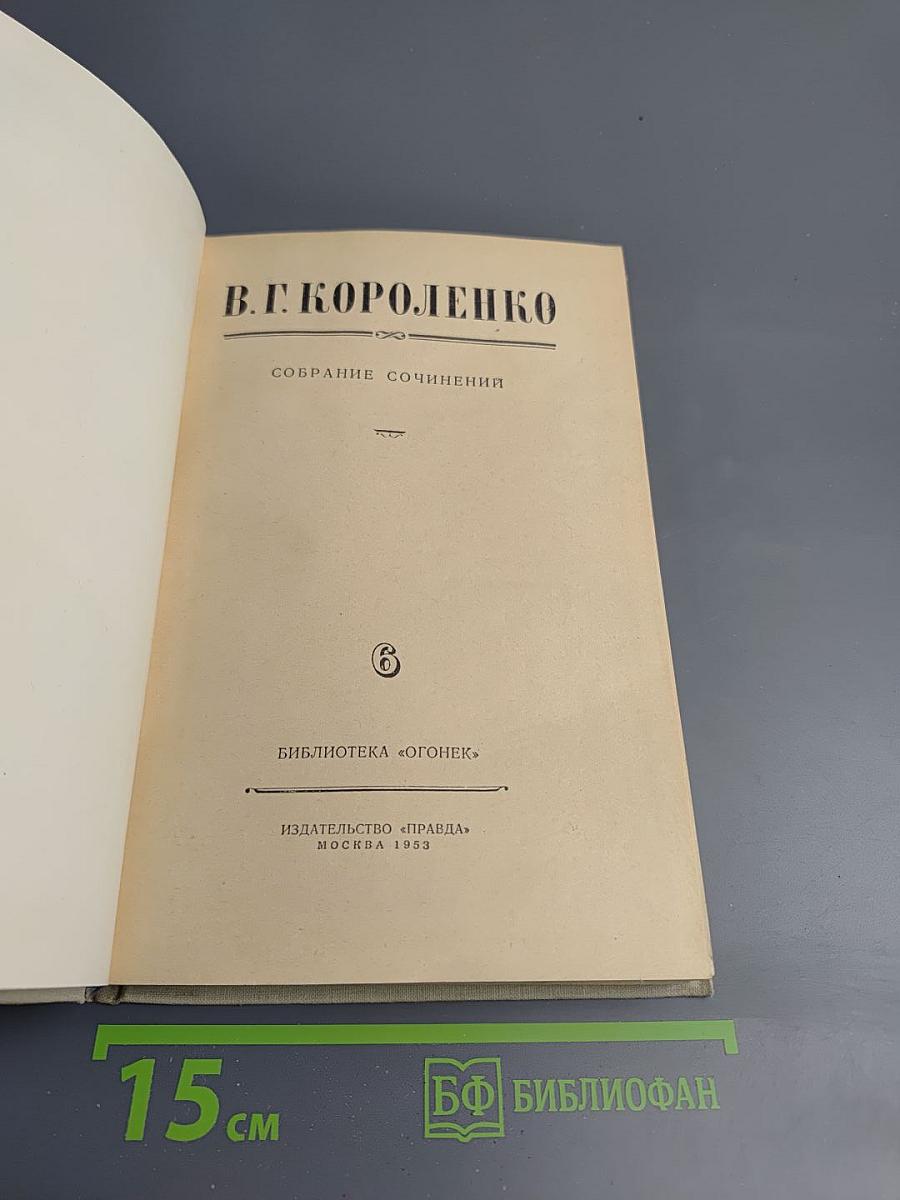 В. Г. КОРОЛЕНКО
СОБРАНИЕ СОЧИНЕНИЙ
6
БИБЛИОТЕКА «ОГОНЕК»
ИЗДАТЕЛЬСТВО «ПРАВДА»
МОСКВА 1953
15 см
БФ БИБЛИОФАН